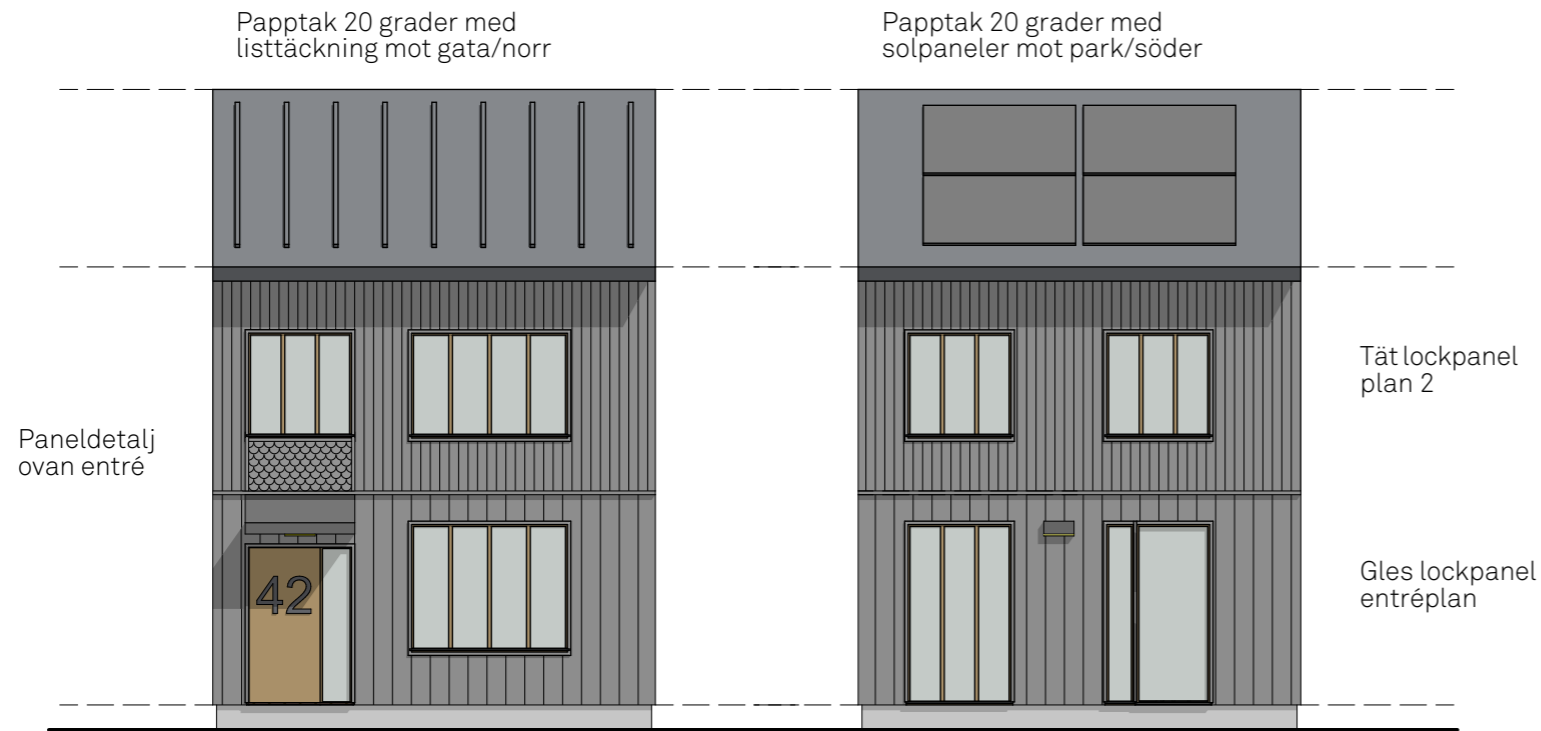 Papptak 20 grader med
listtäckning mot gata/norr
Papptak 20 grader med
solpaneler mot park/söder
Tät lockpanel
plan 2
Paneldetalj
ovan entré
42
Gles lockpanel
entréplan